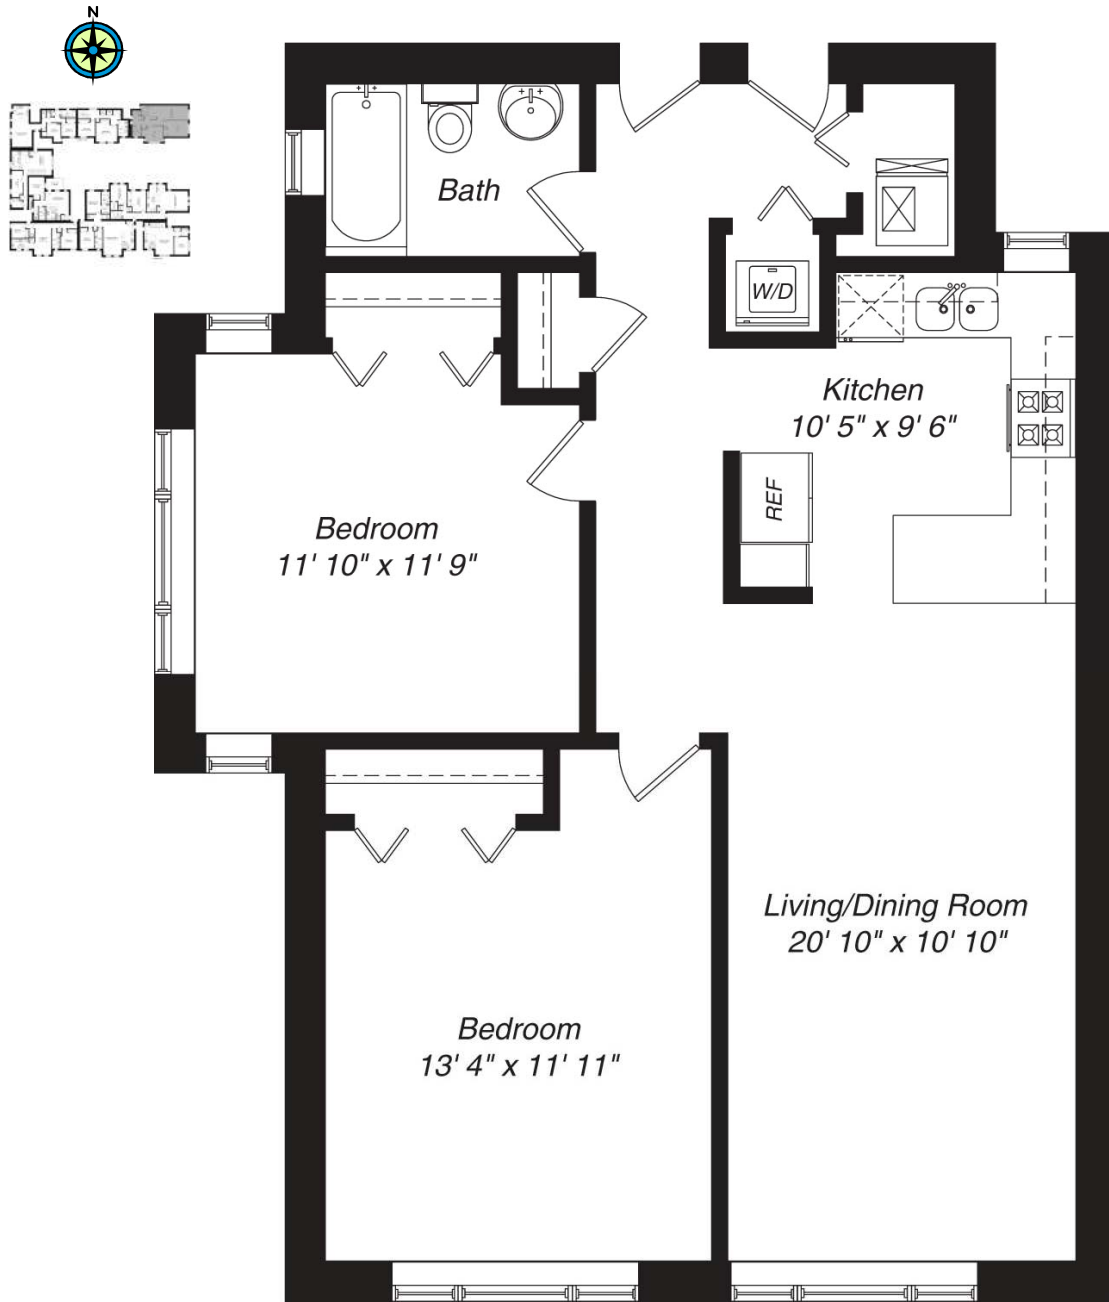 N
Bath
W/D
Kitchen
10' 5" x 9' 6"
REF
Bedroom
11' 10" x 11' 9"
Living/Dining Room
20' 10" x 10' 10"
Bedroom
13' 4" x 11' 11"